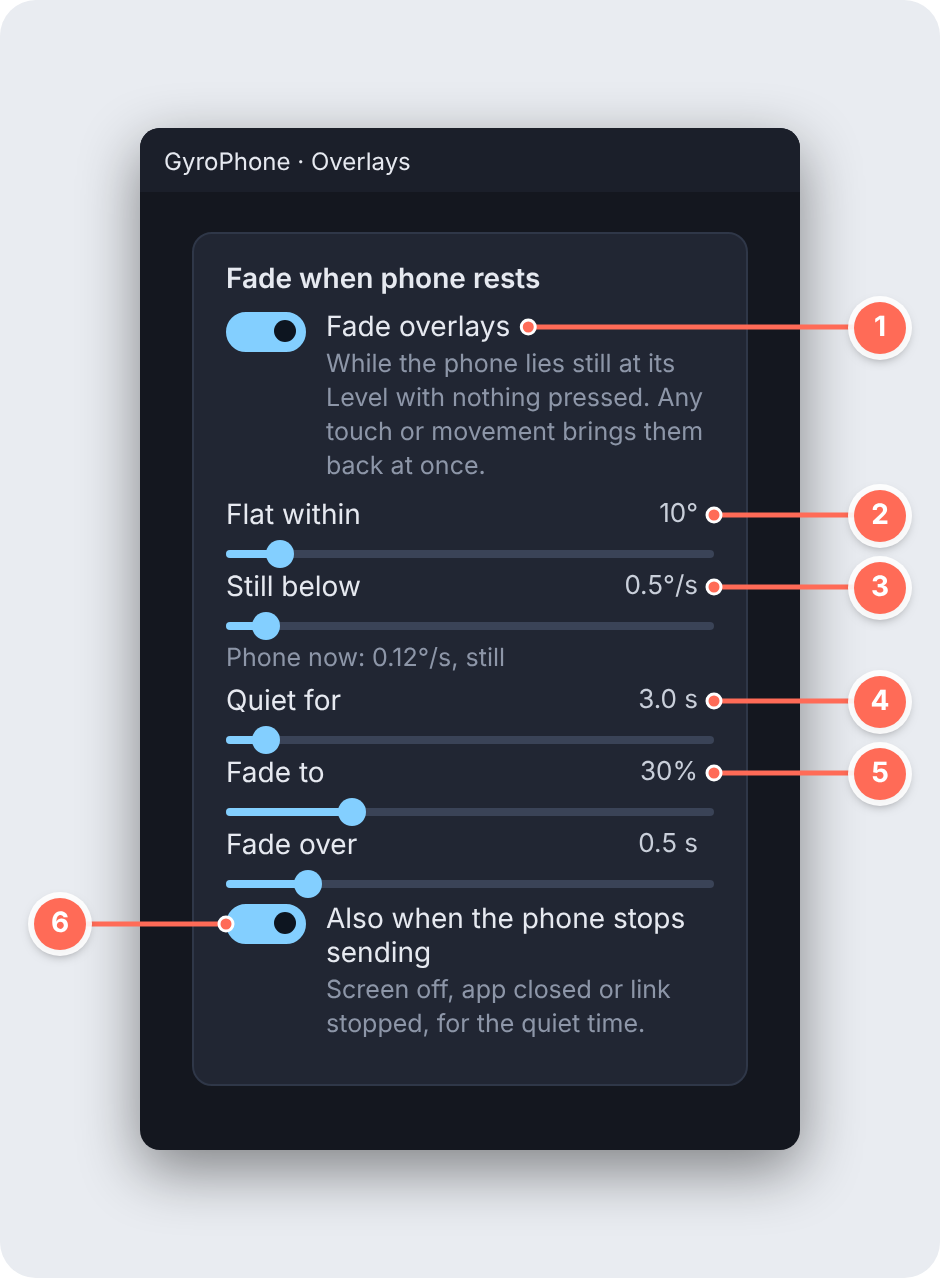 GyroPhone · Overlays
Fade when phone rests
Fade overlays
1
While the phone lies still at its
Level with nothing pressed. Any
touch or movement brings them
back at once.
Flat within 10°
2
Still below 0.5°/s
3
Phone now: 0.12°/s, still
Quiet for 3.0 s
4
Fade to 30%
5
Fade over 0.5 s
6
Also when the phone stops
sending
Screen off, app closed or link
stopped, for the quiet time.